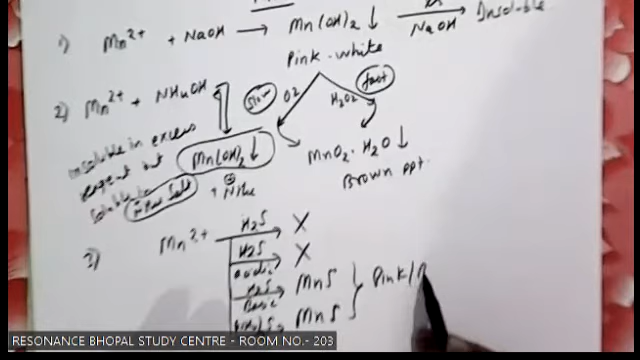 1) Mn2+ + NaOH → Mn(OH)2 ↓ → NaOH Insoluble
Pink-white
2) Mn2+ + NH4OH
slow O2 H2O2 fast
insoluble in excess
reagent but
soluble in
NH4 salt
Mn(OH)2 ↓
+ NH4⊕
MnO2·H2O ↓
Brown ppt.
3) Mn2+ H2S → X
H2S acidic → X
H2S Basic → MnS
→ MnS
} Pink/
RESONANCE BHOPAL STUDY CENTRE - ROOM NO.- 203